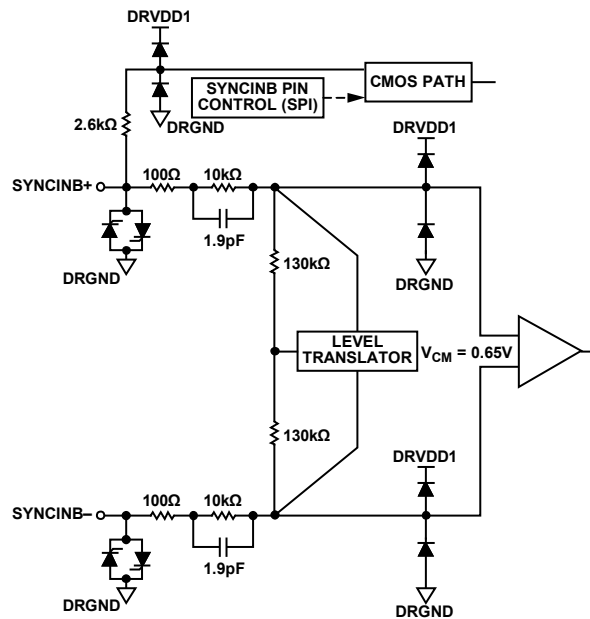 DRVDD1
CMOS PATH
SYNCINB PIN
CONTROL (SPI)
2.6kΩ
DRGND
DRVDD1
SYNCINB+
100Ω
10kΩ
1.9pF
DRGND
DRGND
130kΩ
LEVEL
TRANSLATOR
VCM = 0.65V
130kΩ
DRVDD1
SYNCINB–
100Ω
10kΩ
1.9pF
DRGND
DRGND